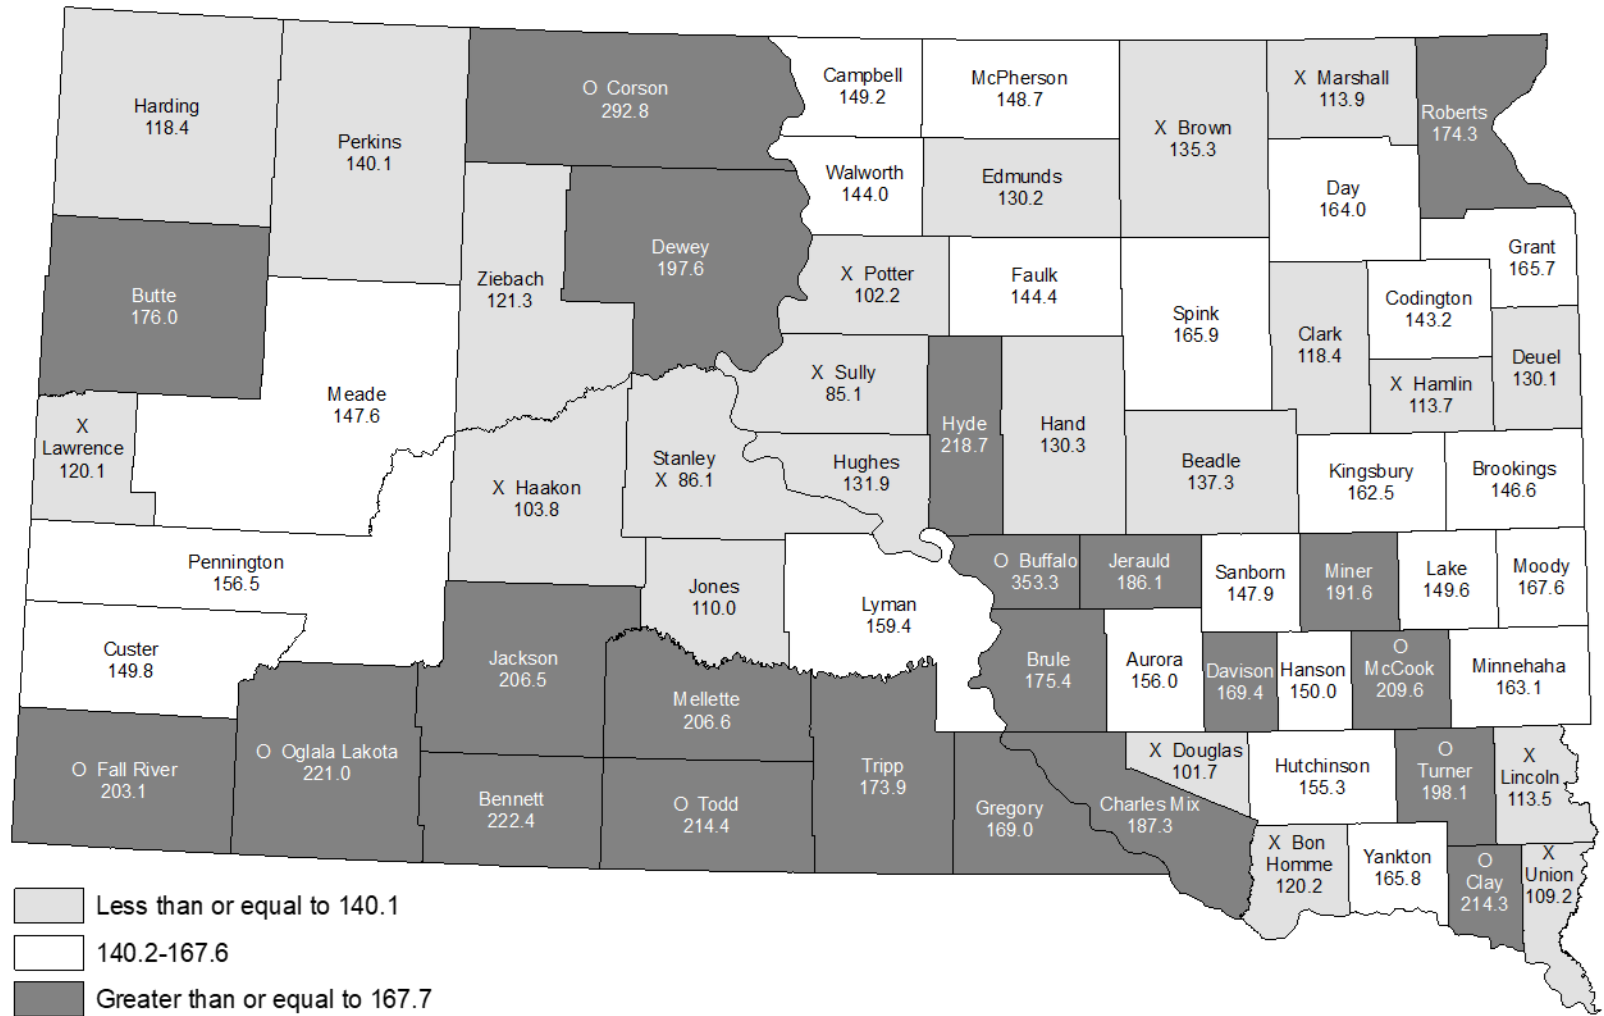 Harding
118.4
Perkins
140.1
O Corson
292.8
Campbell
149.2
McPherson
148.7
X Brown
135.3
X Marshall
113.9
Roberts
174.3
Walworth
144.0
Edmunds
130.2
Day
164.0
Grant
165.7
Butte
176.0
Ziebach
121.3
Dewey
197.6
X Potter
102.2
Faulk
144.4
Spink
165.9
Clark
118.4
Codington
143.2
Deuel
130.1
X
Lawrence
120.1
Meade
147.6
X Sully
85.1
Hyde
218.7
Hand
130.3
X Hamlin
113.7
X Haakon
103.8
Stanley
X 86.1
Hughes
131.9
Beadle
137.3
Kingsbury
162.5
Brookings
146.6
Pennington
156.5
Jones
110.0
Lyman
159.4
O Buffalo
353.3
Jerauld
186.1
Sanborn
147.9
Miner
191.6
Lake
149.6
Moody
167.6
Custer
149.8
Jackson
206.5
Mellette
206.6
Brule
175.4
Aurora
156.0
Davison
169.4
Hanson
150.0
O
McCook
209.6
Minnehaha
163.1
O Fall River
203.1
O Oglala Lakota
221.0
Bennett
222.4
O Todd
214.4
Tripp
173.9
Gregory
169.0
Charles Mix
187.3
X Douglas
101.7
Hutchinson
155.3
O
Turner
198.1
X
Lincoln
113.5
X Bon
Homme
120.2
Yankton
165.8
O
Clay
214.3
X
Union
109.2
Less than or equal to 140.1
140.2-167.6
Greater than or equal to 167.7